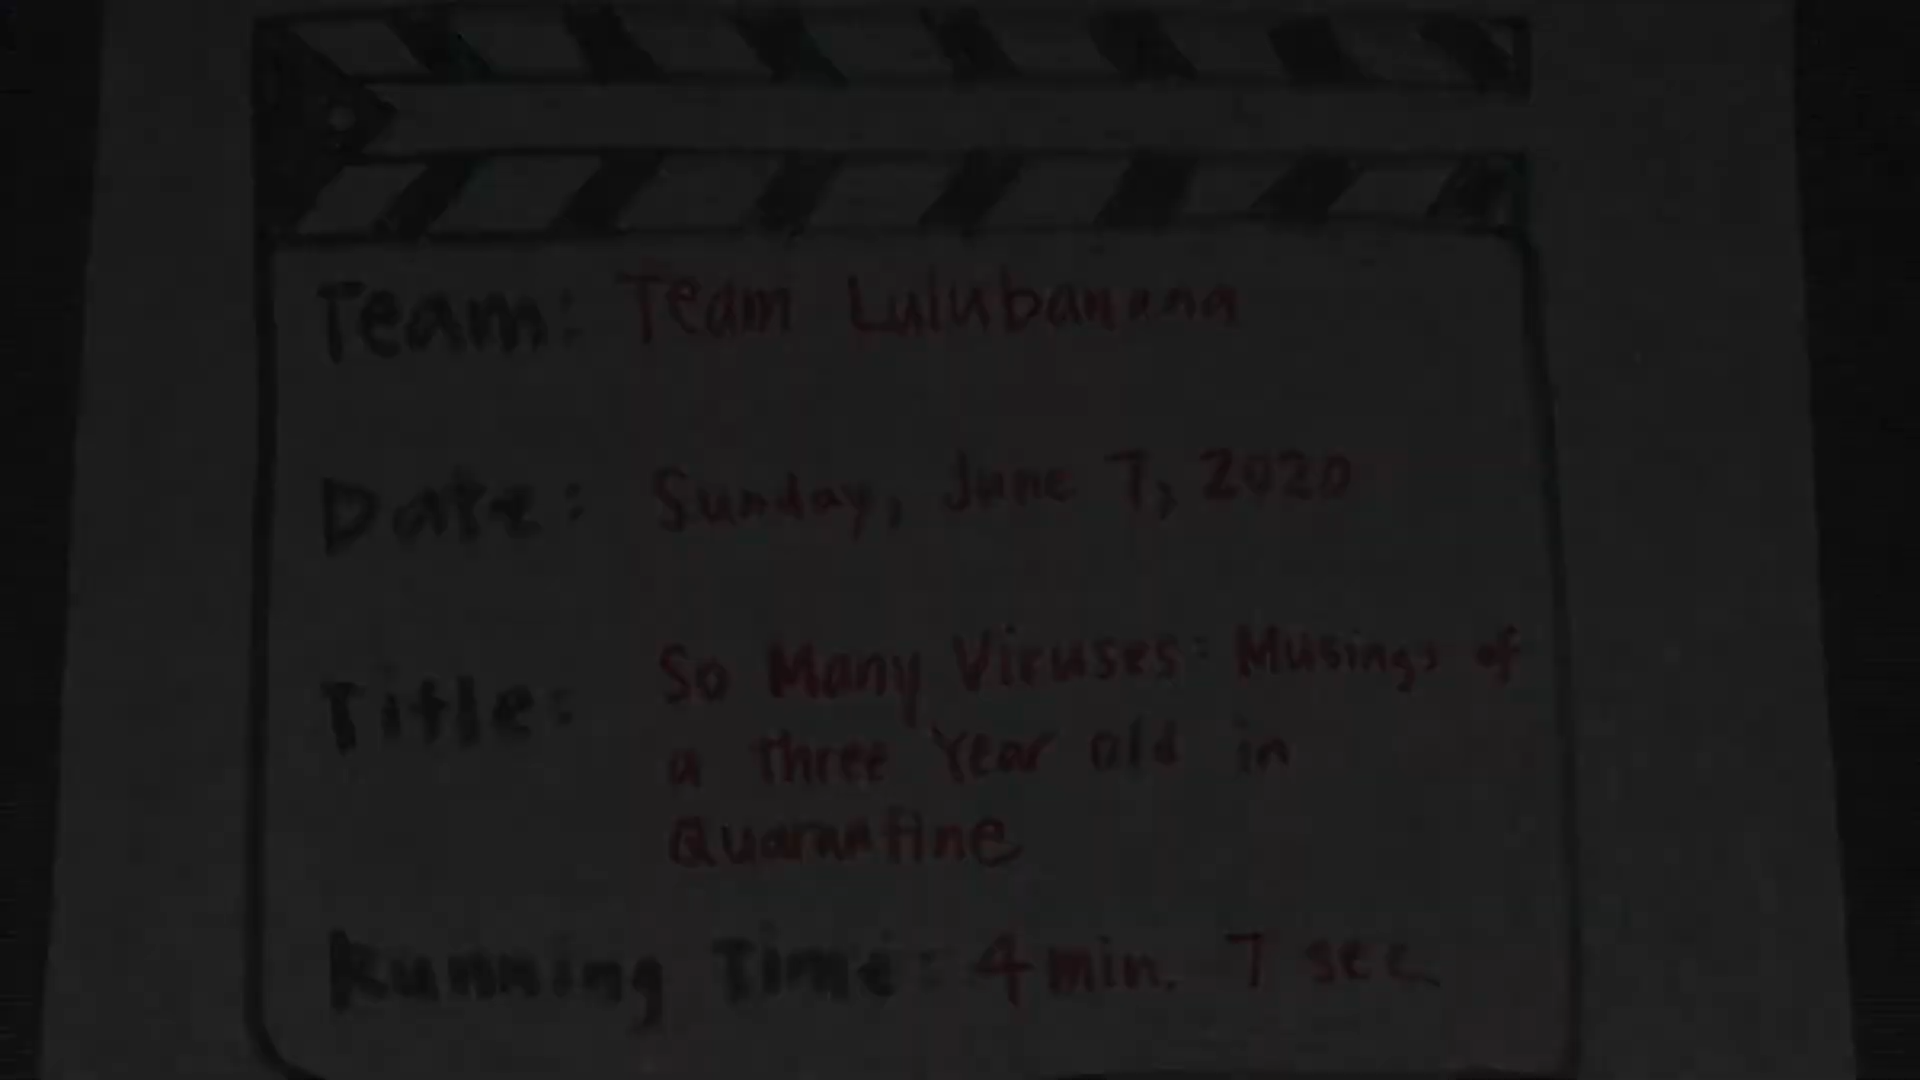 Team: Team Lulubanana
Date: Sunday, June 7, 2020
Title: So Many Viruses: Musings of
a Three Year old in
Quarantine
Running Time: 4 min. 7 sec